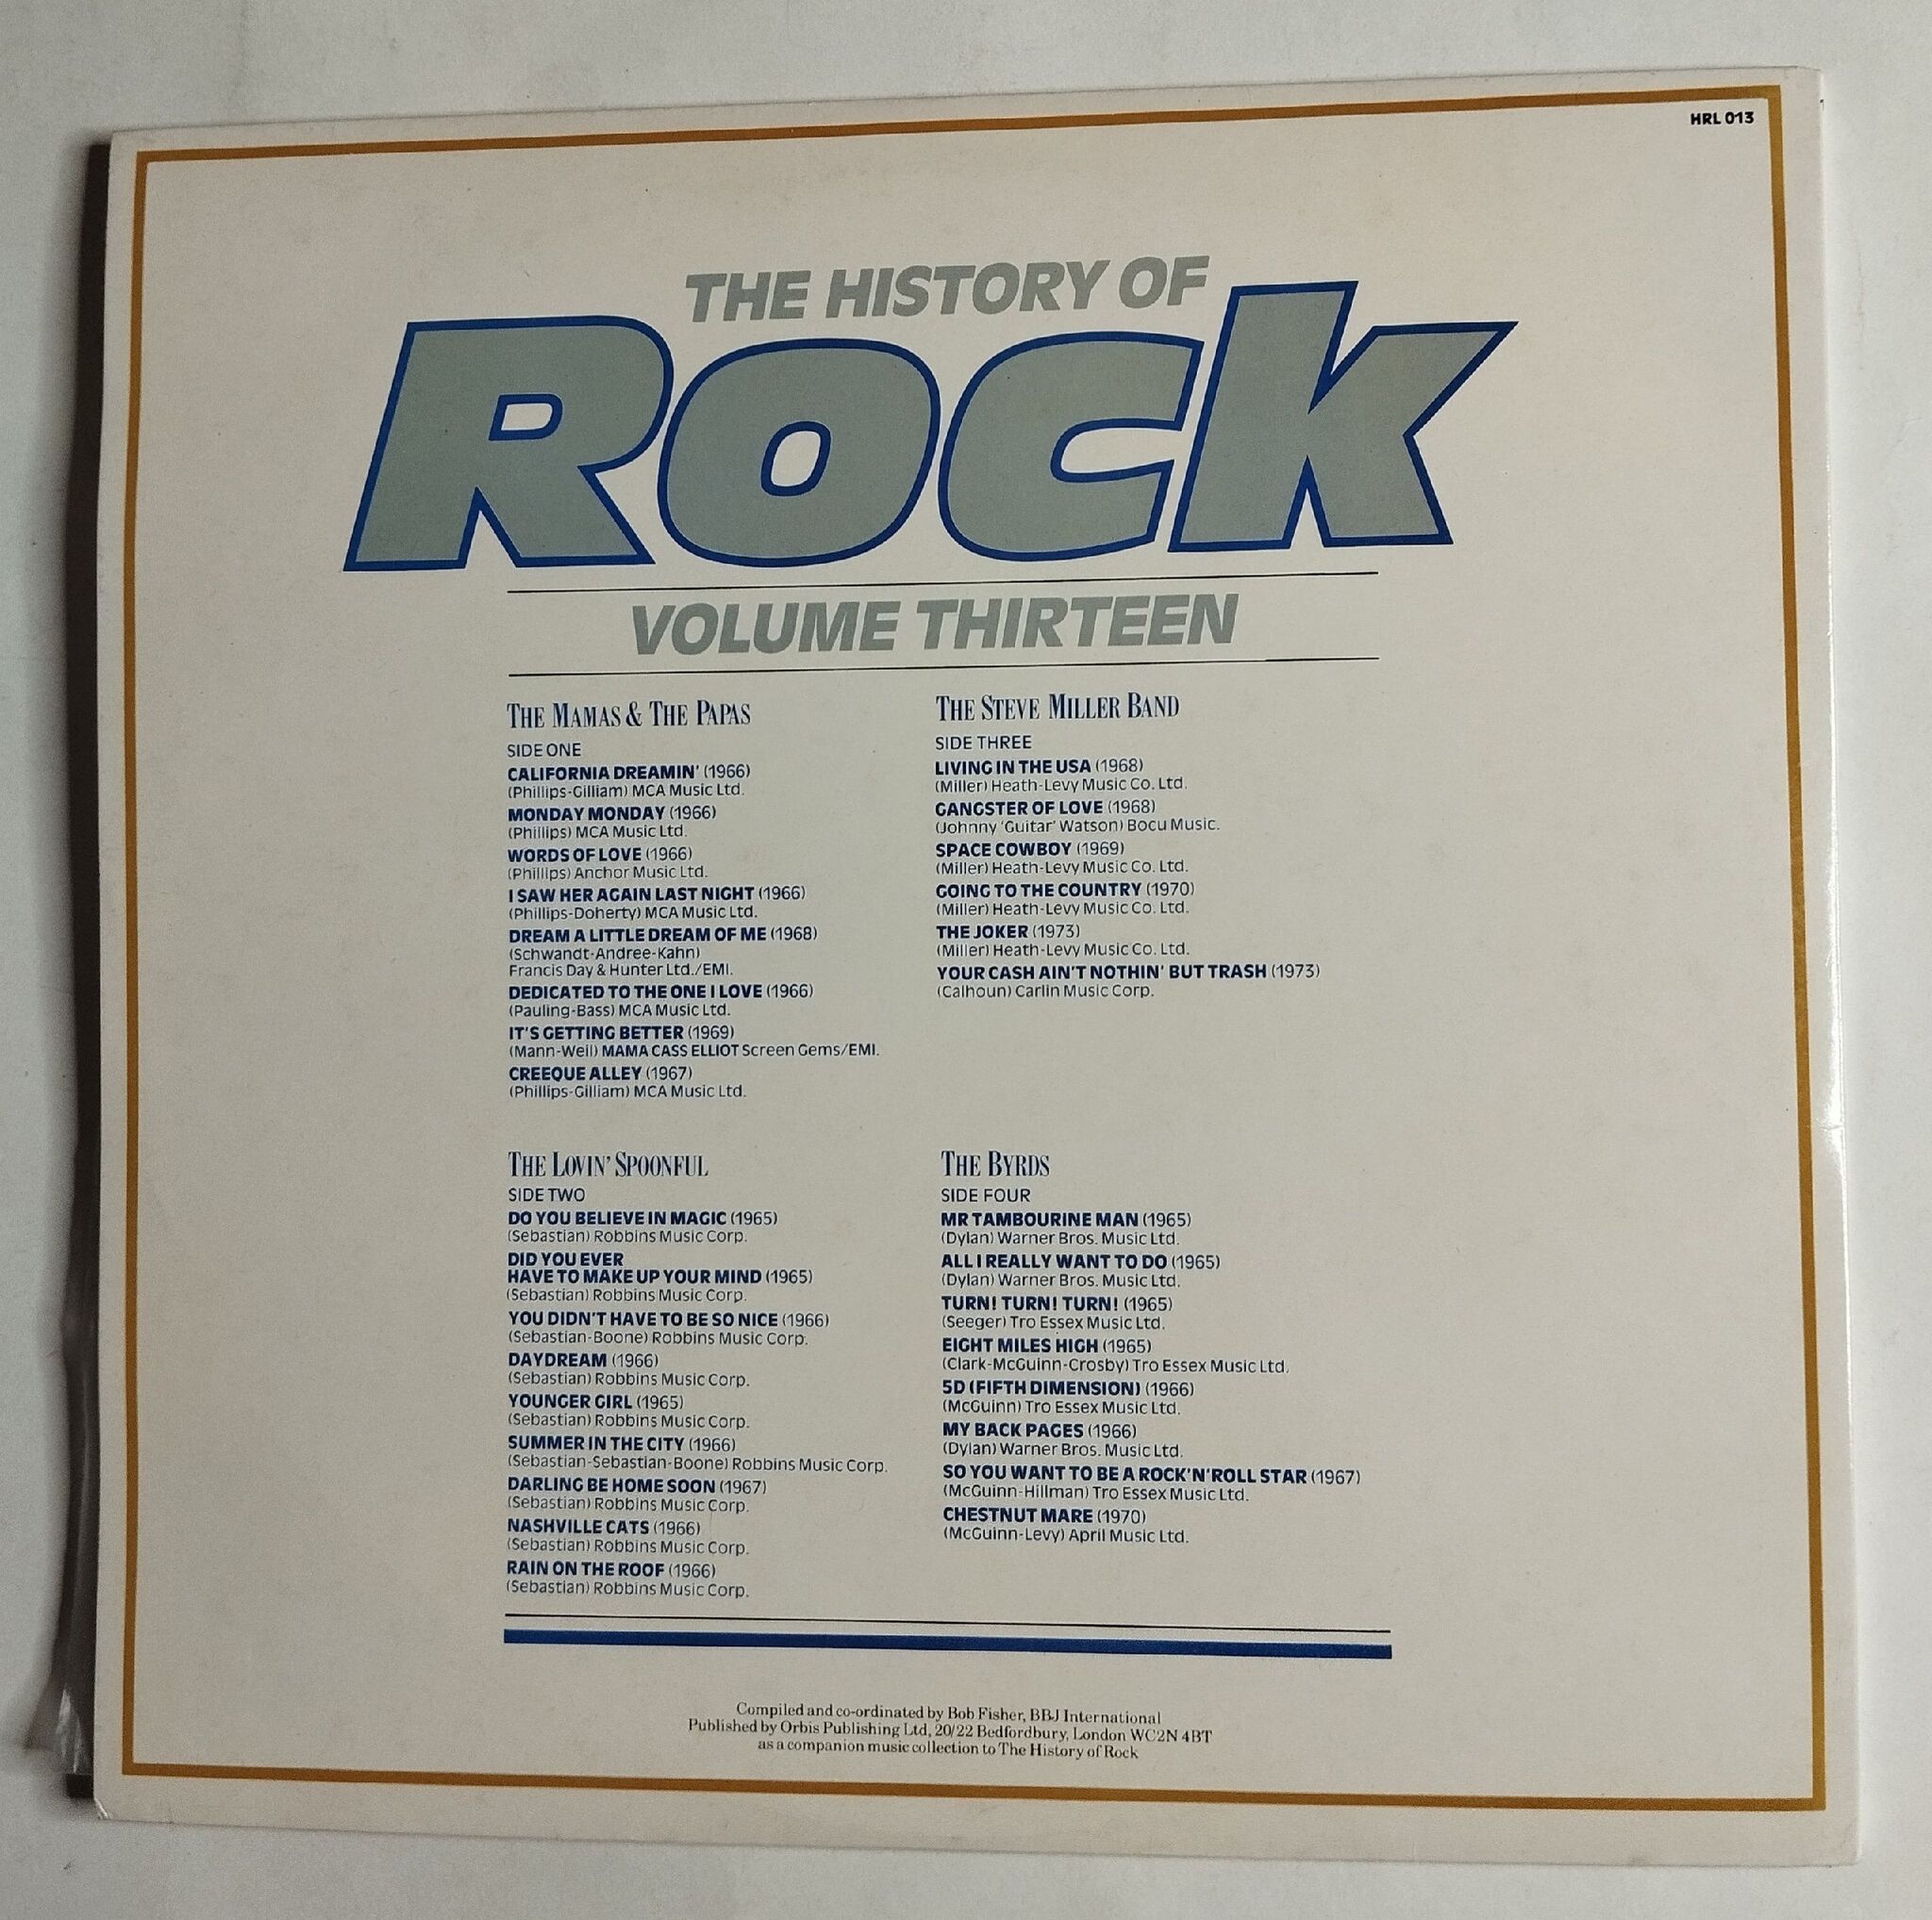 HRL 013
THE HISTORY OF
ROCK
VOLUME THIRTEEN
THE MAMAS & THE PAPAS
SIDE ONE
CALIFORNIA DREAMIN' (1966)
(Phillips-Gilliam) MCA Music Ltd.
MONDAY MONDAY (1966)
(Phillips) MCA Music Ltd.
WORDS OF LOVE (1966)
(Phillips) Anchor Music Ltd.
I SAW HER AGAIN LAST NIGHT (1966)
(Phillips-Doherty) MCA Music Ltd.
DREAM A LITTLE DREAM OF ME (1968)
(Schwandt-Andree-Kahn)
Francis Day & Hunter Ltd./EMI.
DEDICATED TO THE ONE I LOVE (1966)
(Pauling-Bass) MCA Music Ltd.
IT'S GETTING BETTER (1969)
(Mann-Weil) MAMA CASS ELLIOT Screen Gems/EMI.
CREEQUE ALLEY (1967)
(Phillips-Gilliam) MCA Music Ltd.
THE LOVIN' SPOONFUL
SIDE TWO
DO YOU BELIEVE IN MAGIC (1965)
(Sebastian) Robbins Music Corp.
DID YOU EVER
HAVE TO MAKE UP YOUR MIND (1965)
(Sebastian) Robbins Music Corp.
YOU DIDN'T HAVE TO BE SO NICE (1966)
(Sebastian-Boone) Robbins Music Corp.
DAYDREAM (1966)
(Sebastian) Robbins Music Corp.
YOUNGER GIRL (1965)
(Sebastian) Robbins Music Corp.
SUMMER IN THE CITY (1966)
(Sebastian-Sebastian-Boone) Robbins Music Corp.
DARLING BE HOME SOON (1967)
(Sebastian) Robbins Music Corp.
NASHVILLE CATS (1966)
(Sebastian) Robbins Music Corp.
RAIN ON THE ROOF (1966)
(Sebastian) Robbins Music Corp.
THE STEVE MILLER BAND
SIDE THREE
LIVING IN THE USA (1968)
(Miller) Heath-Levy Music Co. Ltd.
GANGSTER OF LOVE (1968)
(Johnny 'Guitar' Watson) Bocu Music.
SPACE COWBOY (1969)
(Miller) Heath-Levy Music Co. Ltd.
GOING TO THE COUNTRY (1970)
(Miller) Heath-Levy Music Co. Ltd.
THE JOKER (1973)
(Miller) Heath-Levy Music Co. Ltd.
YOUR CASH AIN'T NOTHIN' BUT TRASH (1973)
(Calhoun) Carlin Music Corp.
THE BYRDS
SIDE FOUR
MR TAMBOURINE MAN (1965)
(Dylan) Warner Bros. Music Ltd.
ALL I REALLY WANT TO DO (1965)
(Dylan) Warner Bros. Music Ltd.
TURN! TURN! TURN! (1965)
(Seeger) Tro Essex Music Ltd.
EIGHT MILES HIGH (1965)
(Clark-McGuinn-Crosby) Tro Essex Music Ltd.
5D (FIFTH DIMENSION) (1966)
(McGuinn) Tro Essex Music Ltd.
MY BACK PAGES (1966)
(Dylan) Warner Bros. Music Ltd.
SO YOU WANT TO BE A ROCK'N'ROLL STAR (1967)
(McGuinn-Hillman) Tro Essex Music Ltd.
CHESTNUT MARE (1970)
(McGuinn-Levy) April Music Ltd.
Compiled and co-ordinated by Bob Fisher, BBJ International
Published by Orbis Publishing Ltd, 20/22 Bedfordbury, London WC2N 4BT
as a companion music collection to The History of Rock